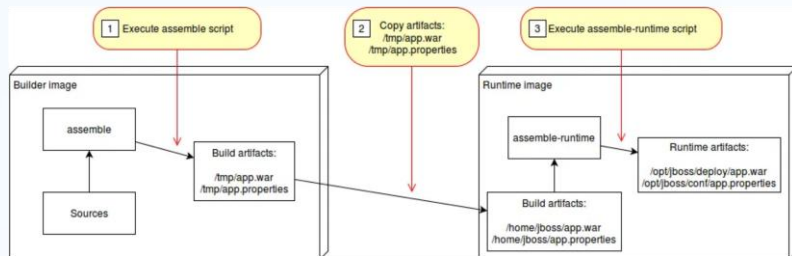 1 Execute assemble script
2 Copy artifacts:
/tmp/app.war
/tmp/app.properties
3 Execute assemble-runtime script
Builder image
assemble
Build artifacts:
/tmp/app.war
/tmp/app.properties
Sources
Runtime image
assemble-runtime
Runtime artifacts:
/opt/jboss/deploy/app.war
/opt/jboss/conf/app.properties
Build artifacts:
/home/jboss/app.war
/home/jboss/app.properties